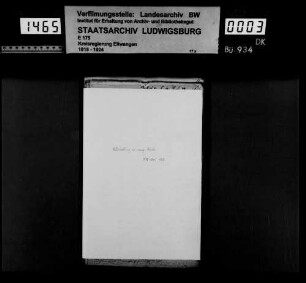 1465
Verfilmungsstelle: Landesarchiv BW
Institut für Erhaltung von Archiv- und Bibliotheksgut
STAATSARCHIV LUDWIGSBURG
E 175
Kreisregierung Ellwangen
1818 - 1924
17 x
0003
DK
Bü 934